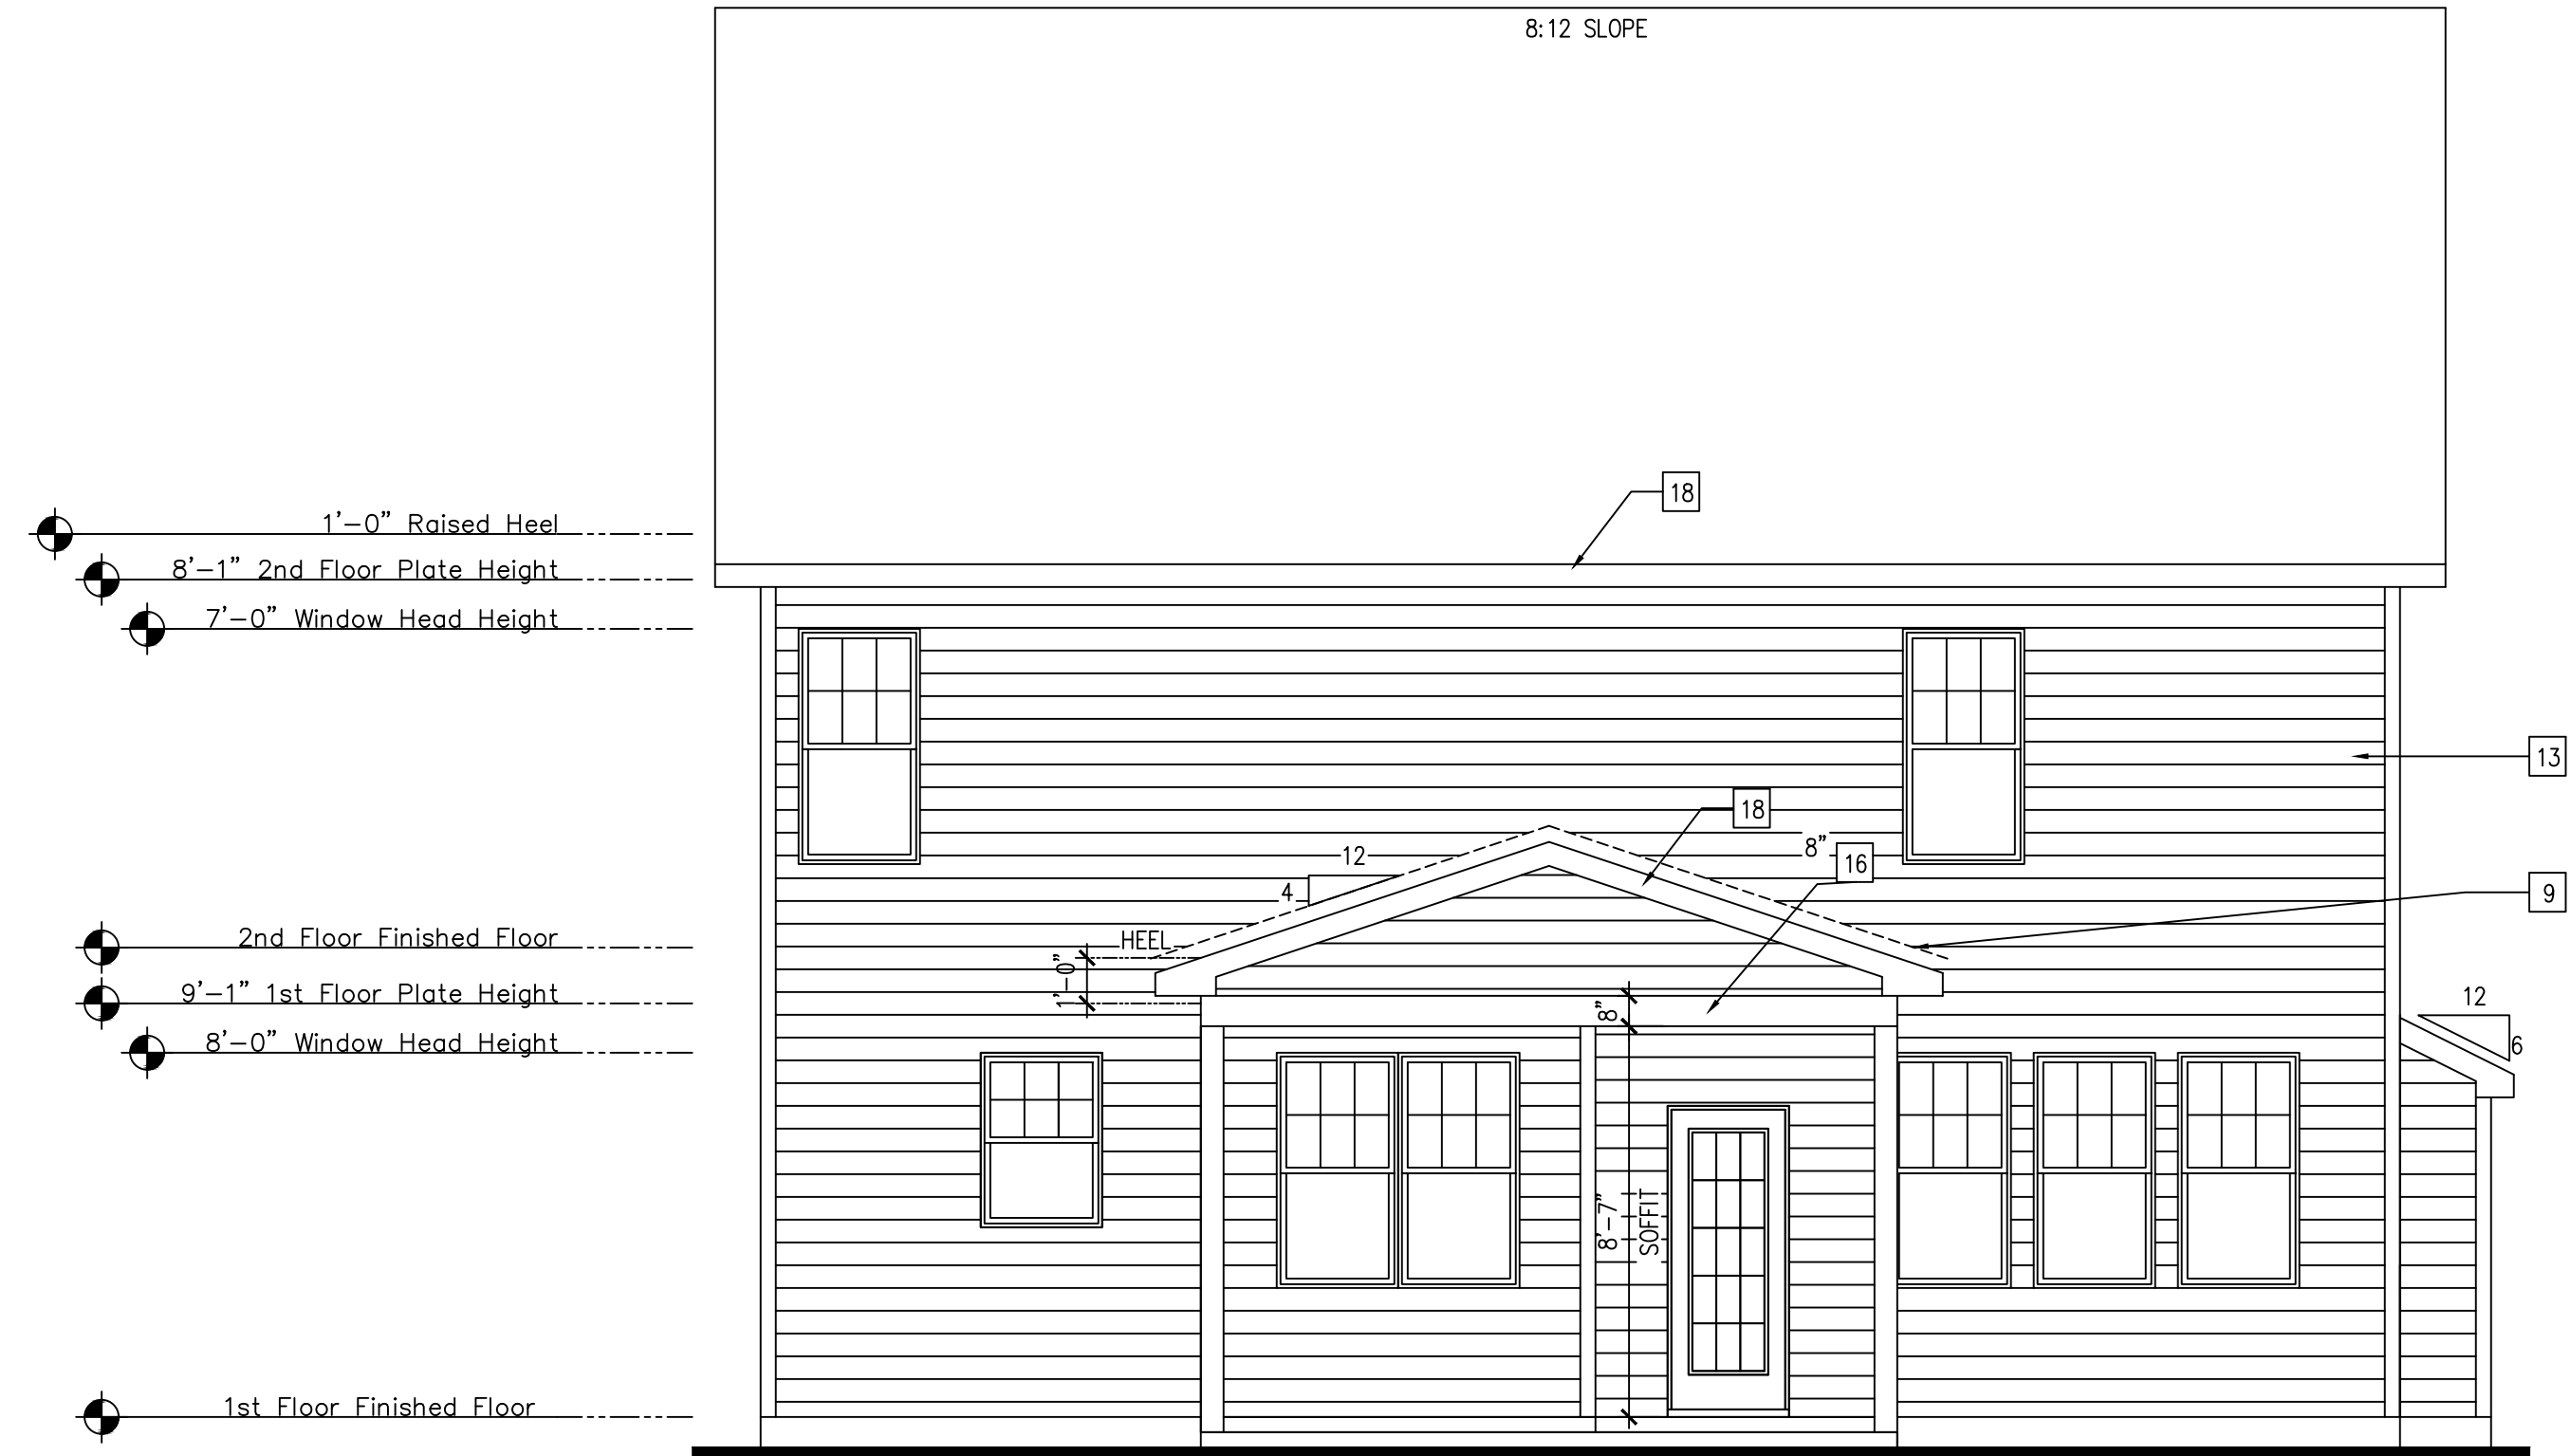 8:12 SLOPE
18
1'-0" Raised Heel
8'-1" 2nd Floor Plate Height
7'-0" Window Head Height
13
18
12
8"
16
4
9
2nd Floor Finished Floor
HEEL
1'-0"
9'-1" 1st Floor Plate Height
8"
12
8'-0" Window Head Height
6
8'-7"
SOFFIT
1st Floor Finished Floor